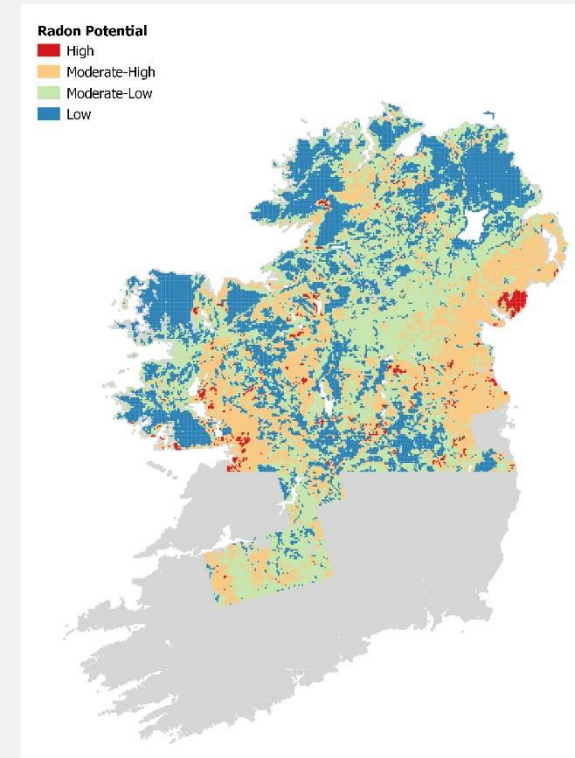 Radon Potential
High
Moderate-High
Moderate-Low
Low